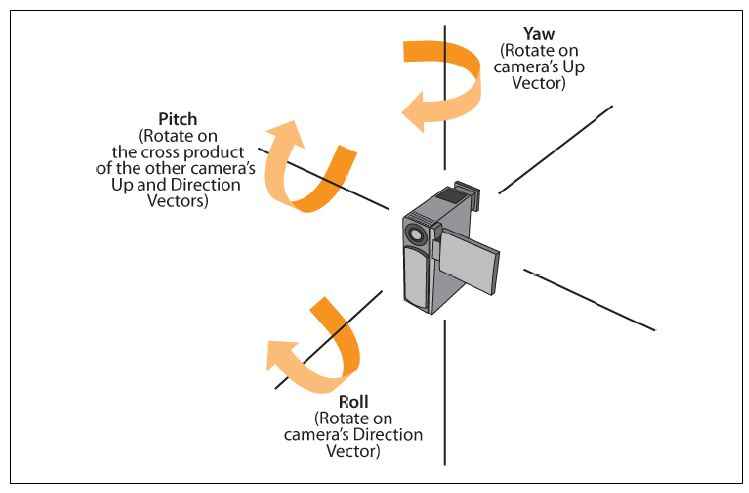 Yaw
(Rotate on
camera's Up
Vector)
Pitch
(Rotate on
the cross product
of the other camera's
Up and Direction
Vectors)
Roll
(Rotate on
camera's Direction
Vector)